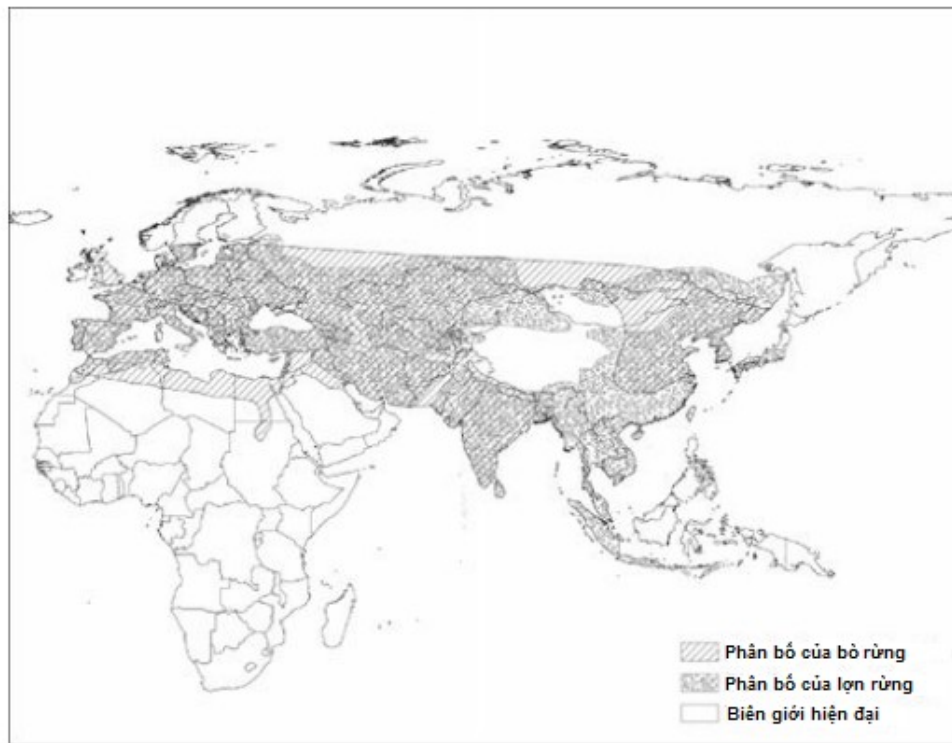 Phân bố của bò rừng
Phân bố của lợn rừng
Biên giới hiện đại